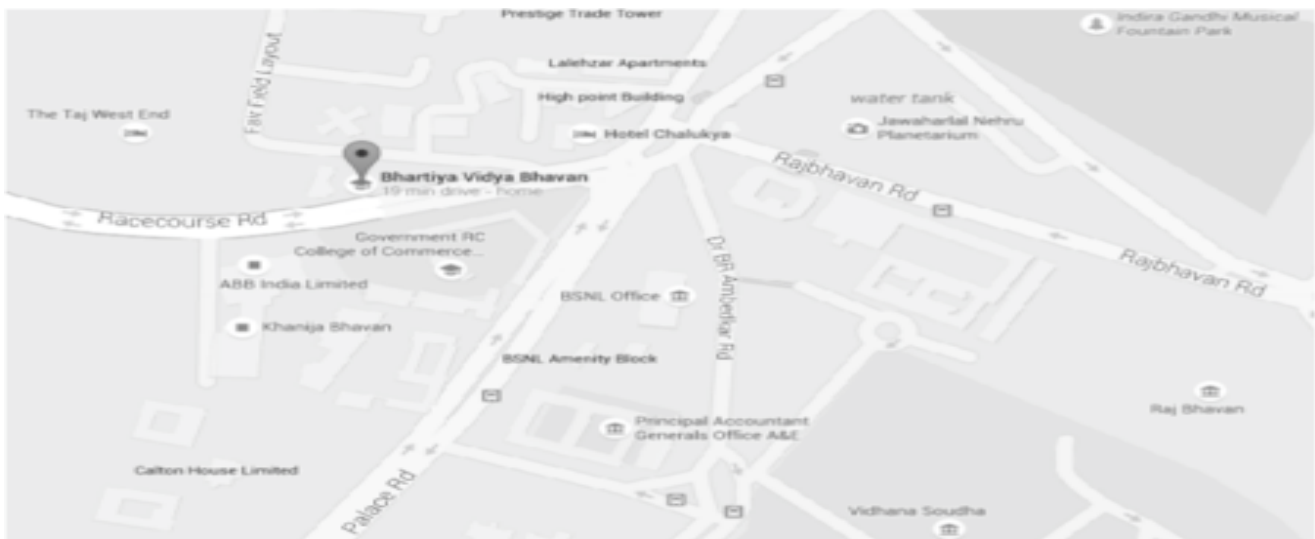 Prestige Trade Tower
Indira Gandhi Musical
Fountain Park
Fav Field Layout
Lalehzar Apartments
High point Building
The Taj West End
Hotel Chalukya
water tank
Jawaharlal Nehru
Planetarium
Bhartiya Vidya Bhavan
19 min drive - home
Rajbhavan Rd
Racecourse Rd
Government RC
College of Commerce...
Dr BR Ambedkar Rd
Rajbhavan Rd
ABB India Limited
BSNL Office
Khanija Bhavan
BSNL Amenity Block
Raj Bhavan
Principal Accountant
Generals Office A&E
Calton House Limited
Palace Rd
Vidhana Soudha